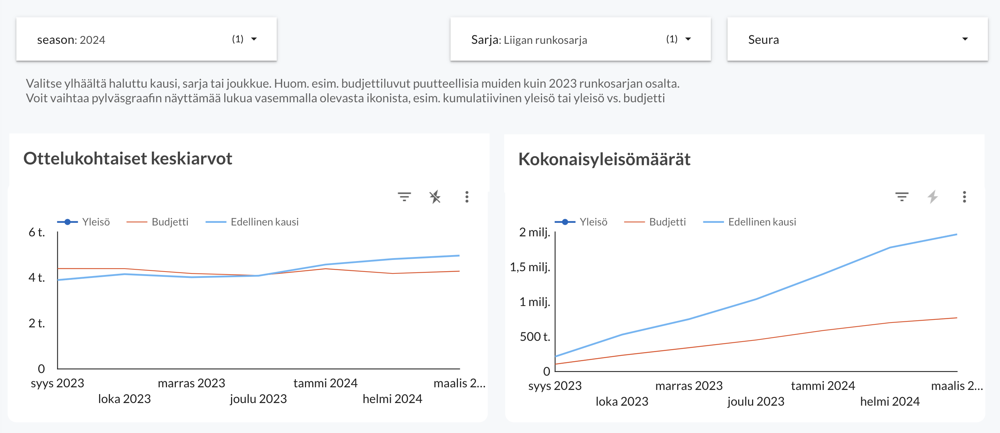 season: 2024 (1)
Sarja: Liigan runkosarja (1)
Seura
Valitse ylhäältä haluttu kausi, sarja tai joukkue. Huom. esim. budjettiluvut puutteellisia muiden kuin 2023 runkosarjan osalta.
Voit vaihtaa pylväsgraafin näyttämää lukua vasemmalla olevasta ikonista, esim. kumulatiivinen yleisö tai yleisö vs. budjetti
Ottelukohtaiset keskiarvot
Yleisö Budjetti Edellinen kausi
6 t.
4 t.
2 t.
0
syys 2023 marras 2023 tammi 2024 maalis 2...
loka 2023 joulu 2023 helmi 2024
Kokonaisyleisömäärät
Yleisö Budjetti Edellinen kausi
2 milj.
1,5 milj.
1 milj.
500 t.
0
syys 2023 marras 2023 tammi 2024 maalis 2...
loka 2023 joulu 2023 helmi 2024